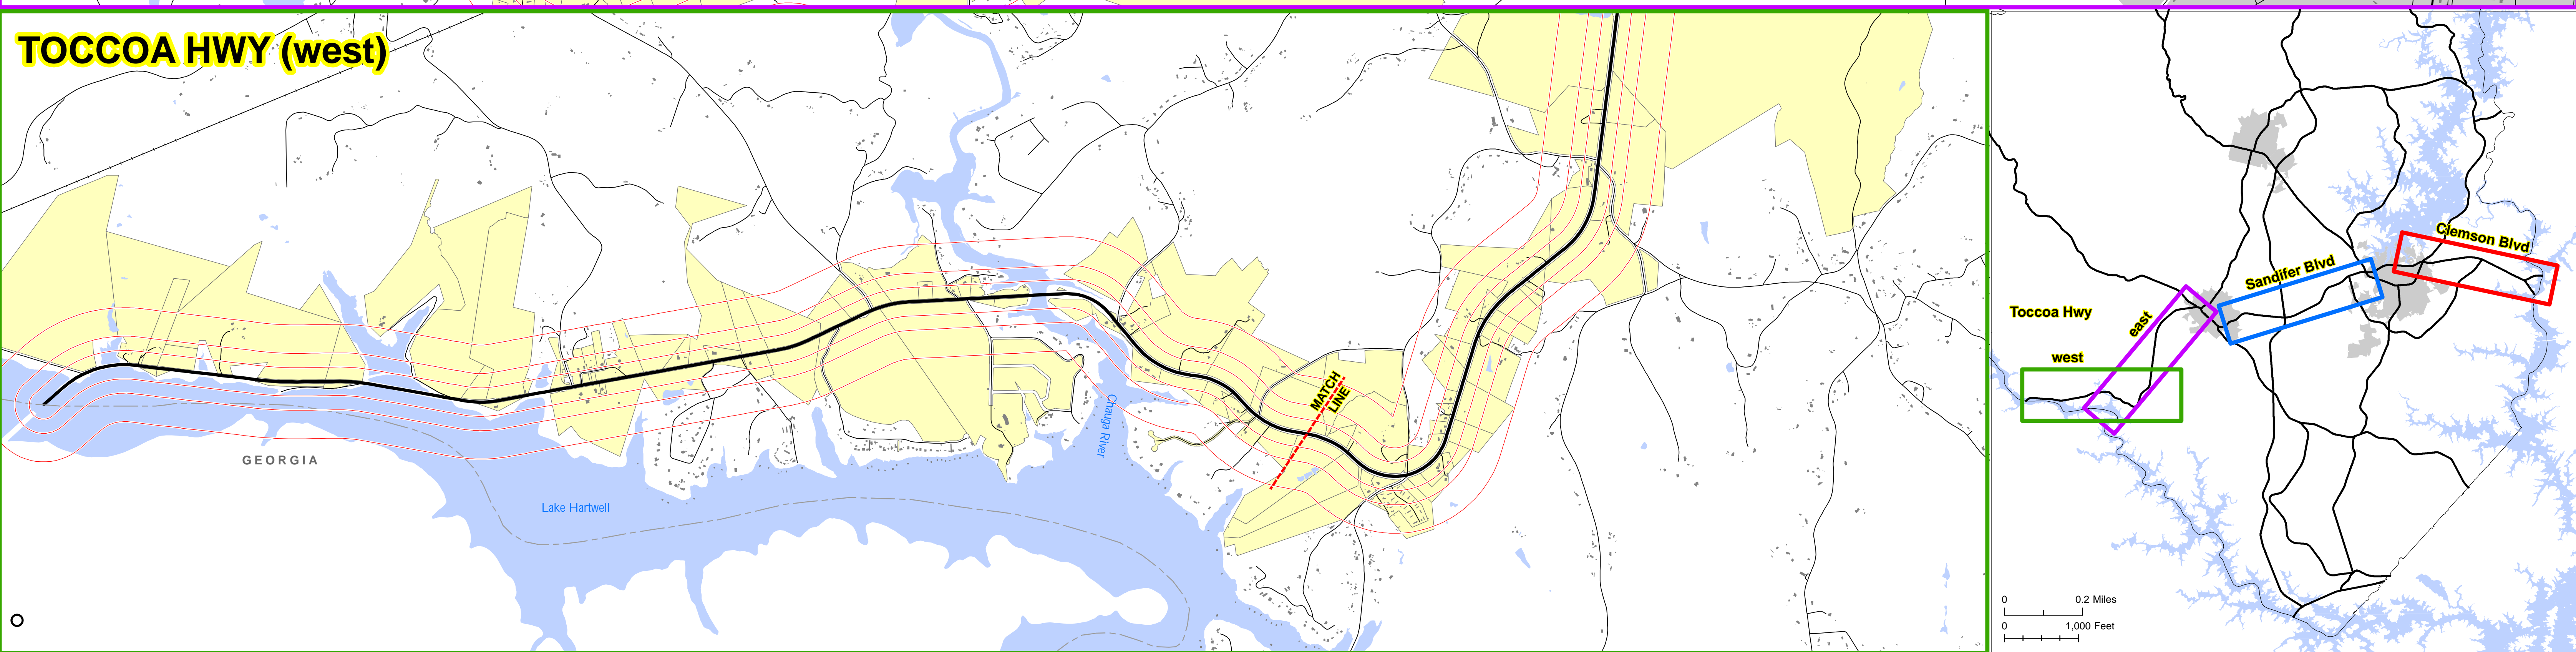 TOCCOA HWY (west)
GEORGIA
Lake Hartwell
Chauga River
MATCH
LINE
Clemson Blvd
Sandifer Blvd
Toccoa Hwy
east
west
0 0.2 Miles
0 1,000 Feet